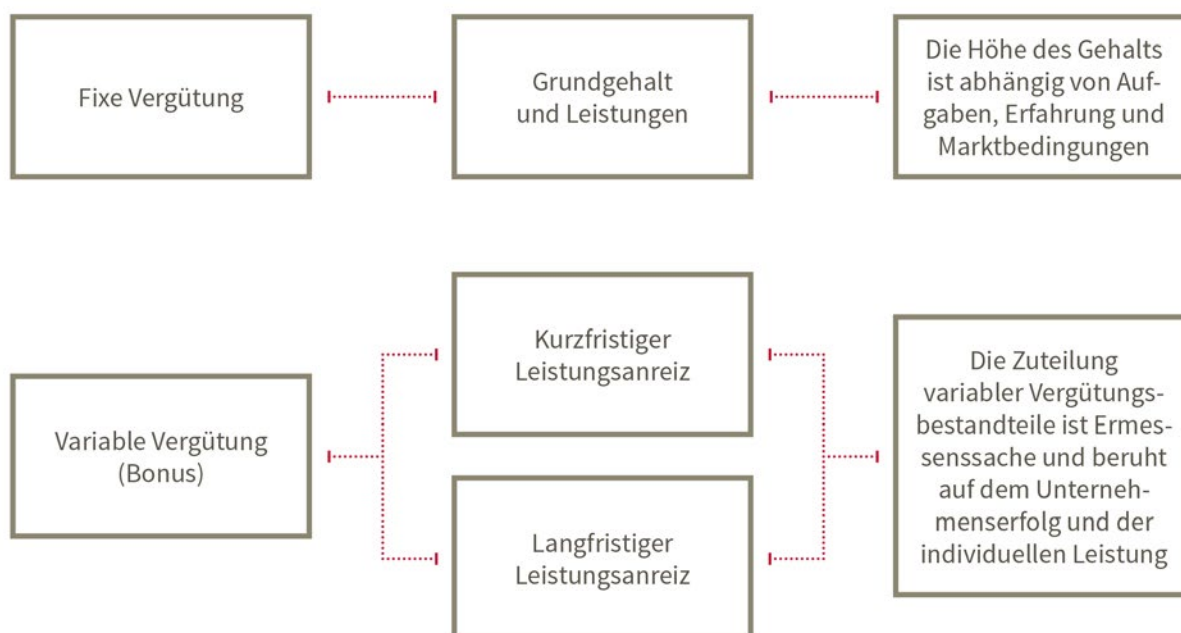 Fixe Vergütung
Grundgehalt
und Leistungen
Die Höhe des Gehalts
ist abhängig von Auf-
gaben, Erfahrung und
Marktbedingungen
Variable Vergütung
(Bonus)
Kurzfristiger
Leistungsanreiz
Langfristiger
Leistungsanreiz
Die Zuteilung
variabler Vergütungs-
bestandteile ist Ermes-
senssache und beruht
auf dem Unterneh-
menserfolg und der
individuellen Leistung